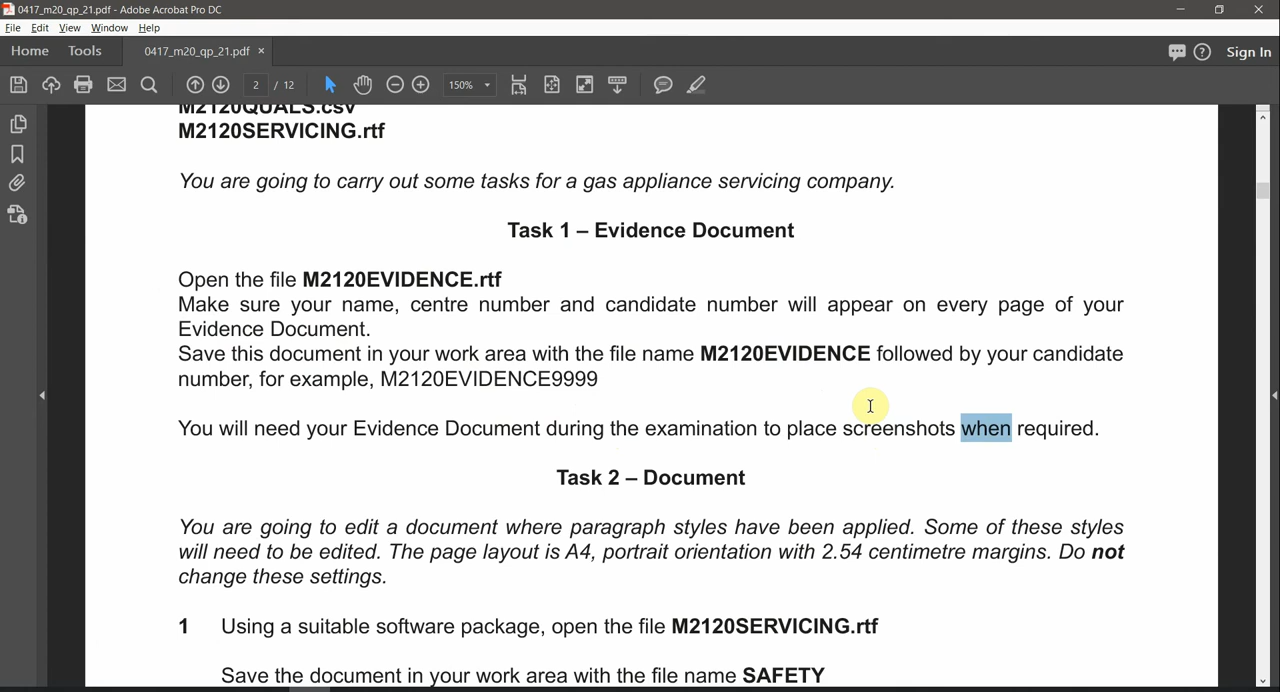 0417_m20_qp_21.pdf - Adobe Acrobat Pro DC
File Edit View Window Help
Home Tools 0417_m20_qp_21.pdf × Sign In
2 / 12 150%
M2120QUALS.csv
M2120SERVICING.rtf
You are going to carry out some tasks for a gas appliance servicing company.
Task 1 – Evidence Document
Open the file M2120EVIDENCE.rtf
Make sure your name, centre number and candidate number will appear on every page of your
Evidence Document.
Save this document in your work area with the file name M2120EVIDENCE followed by your candidate
number, for example, M2120EVIDENCE9999
You will need your Evidence Document during the examination to place screenshots when required.
Task 2 – Document
You are going to edit a document where paragraph styles have been applied. Some of these styles
will need to be edited. The page layout is A4, portrait orientation with 2.54 centimetre margins. Do not
change these settings.
1 Using a suitable software package, open the file M2120SERVICING.rtf
Save the document in your work area with the file name SAFETY